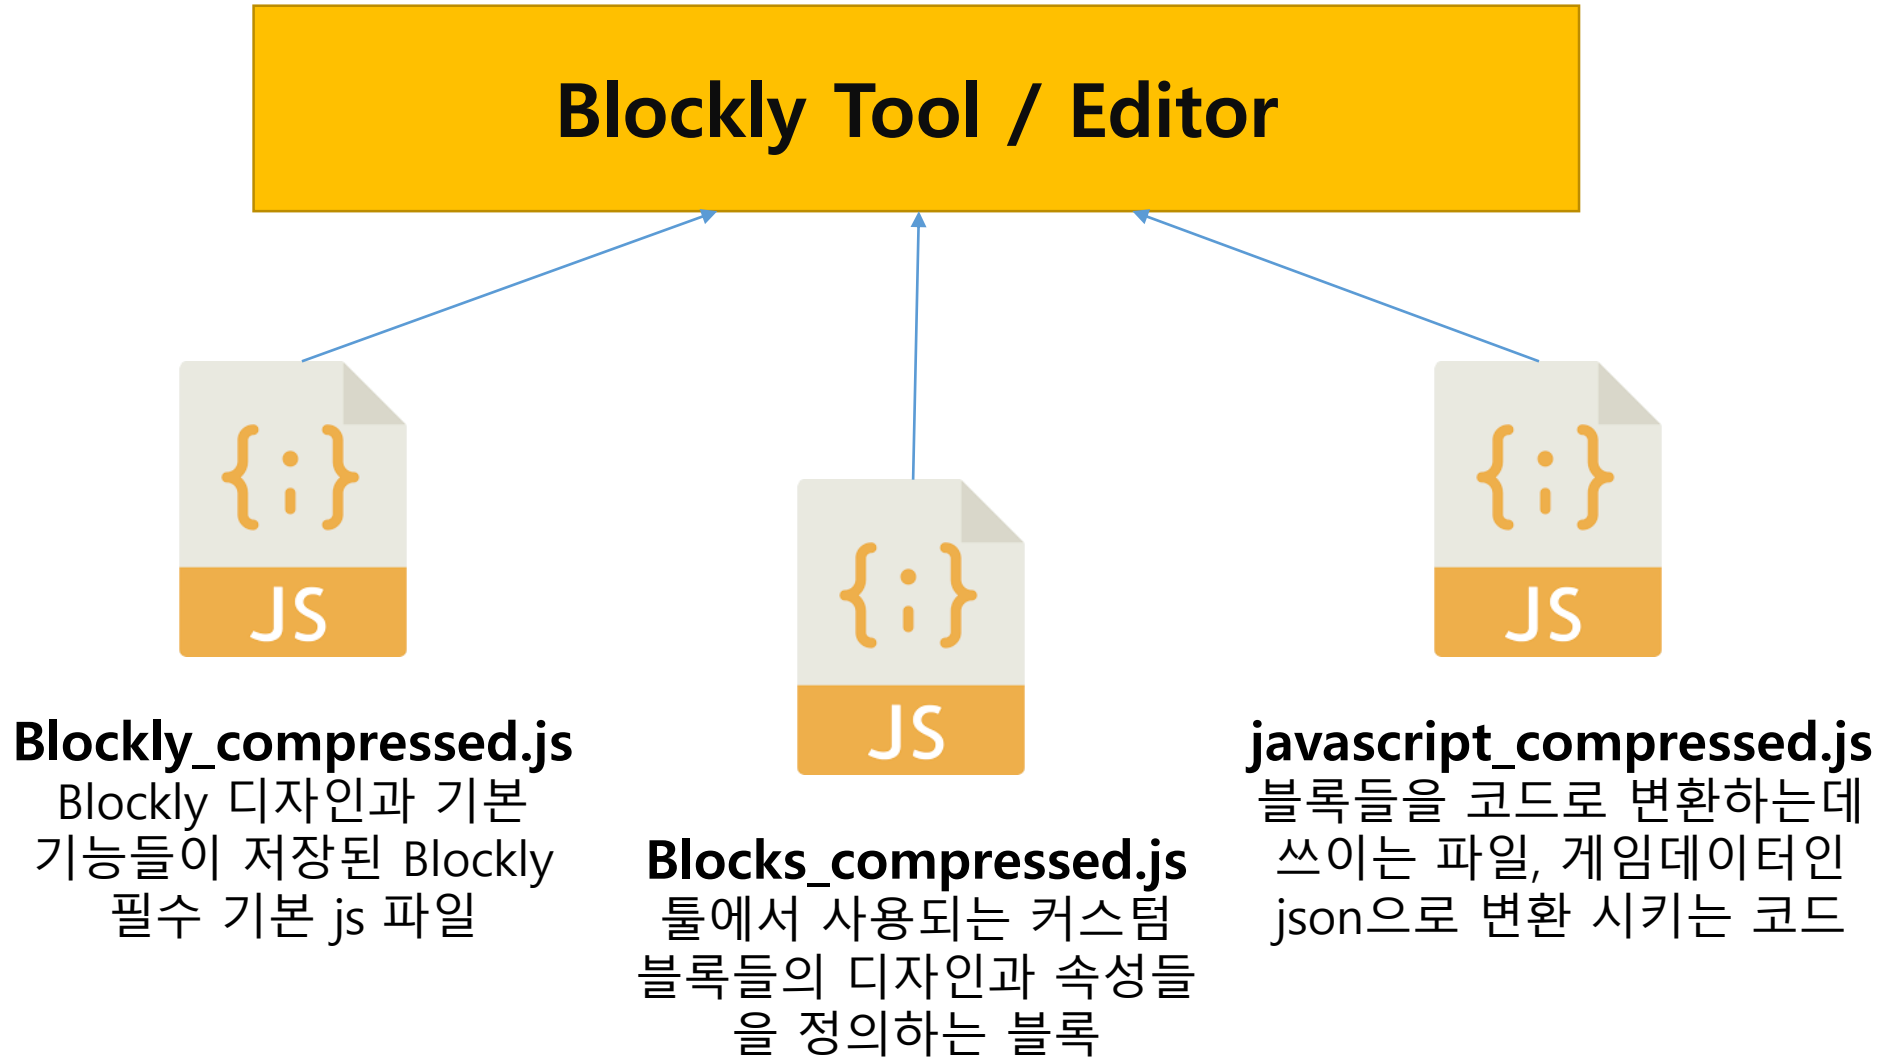 Blockly Tool / Editor
{;}
JS
{;}
JS
{;}
JS
Blockly_compressed.js
Blockly 디자인과 기본
기능들이 저장된 Blockly
필수 기본 js 파일
Blocks_compressed.js
툴에서 사용되는 커스텀
블록들의 디자인과 속성들
을 정의하는 블록
javascript_compressed.js
블록들을 코드로 변환하는데
쓰이는 파일, 게임데이터인
json으로 변환 시키는 코드